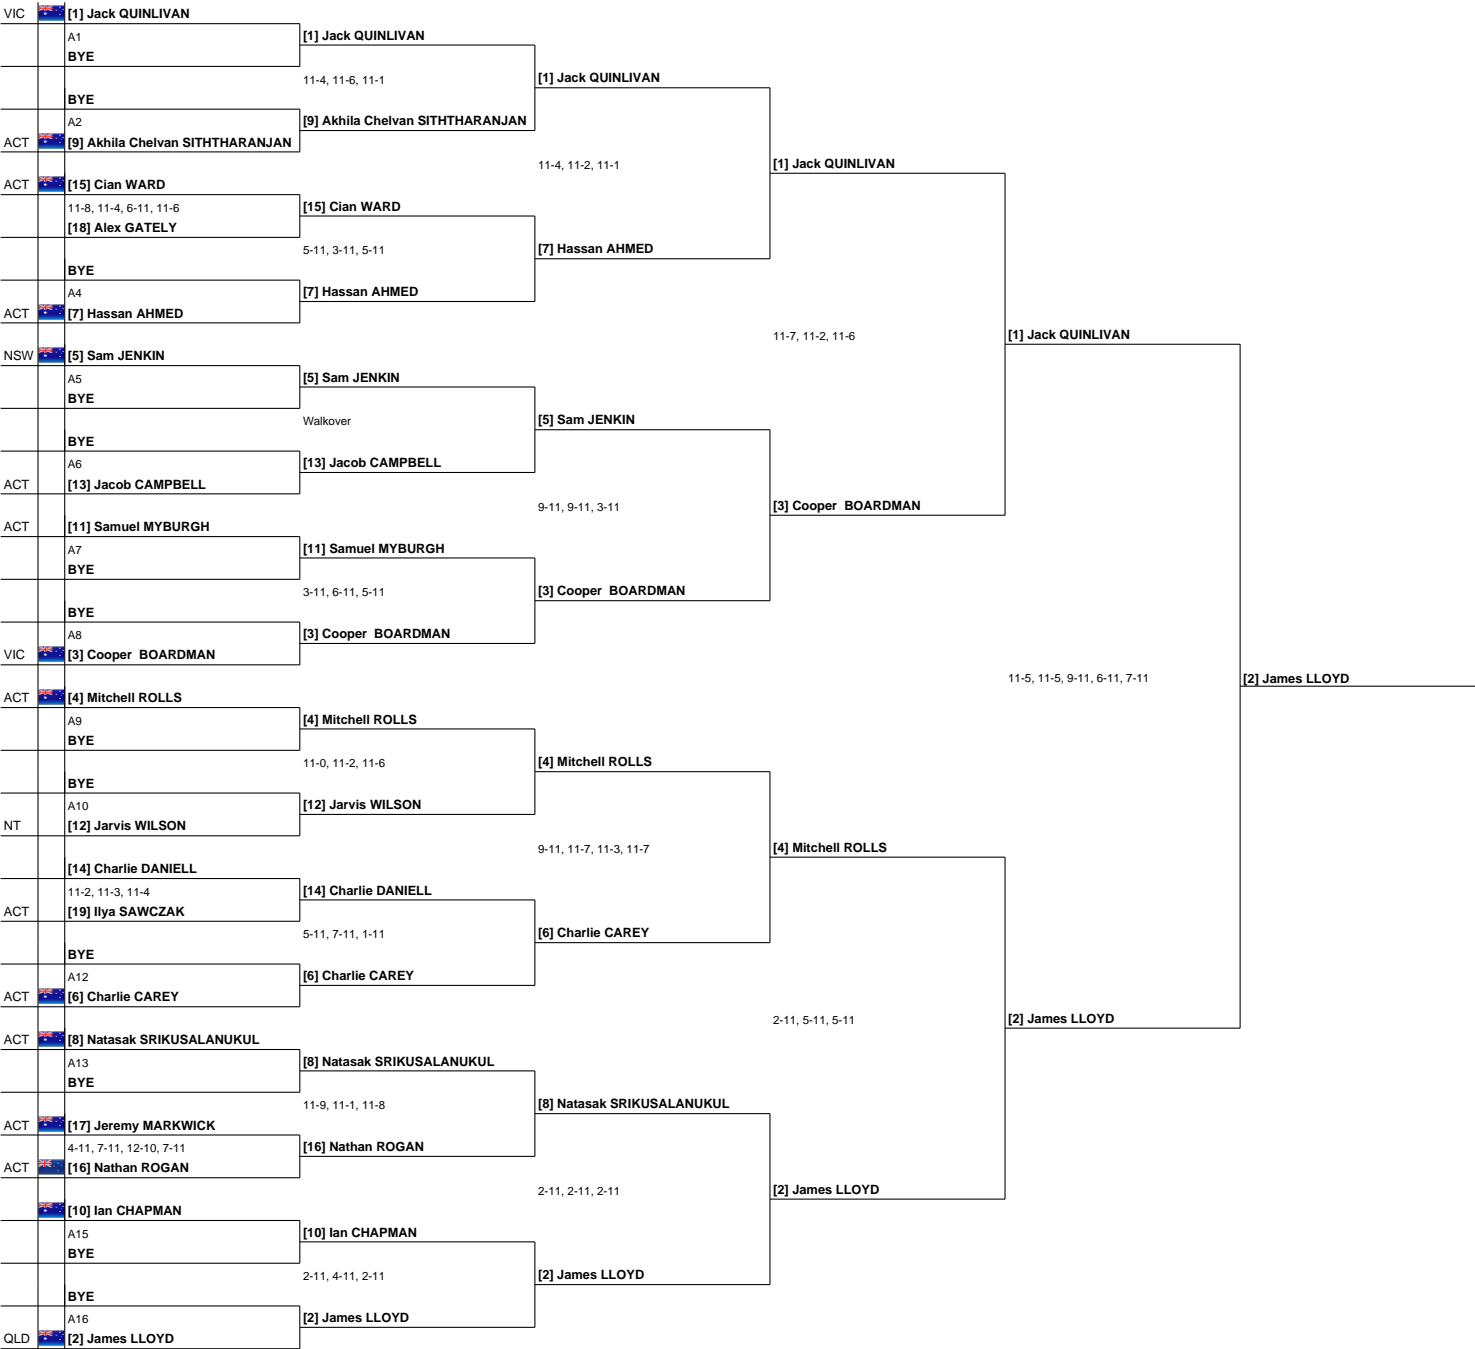 VIC [1] Jack QUINLIVAN
A1 [1] Jack QUINLIVAN
BYE
11-4, 11-6, 11-1 [1] Jack QUINLIVAN
BYE
A2 [9] Akhila Chelvan SITHTHARANJAN
ACT [9] Akhila Chelvan SITHTHARANJAN
11-4, 11-2, 11-1 [1] Jack QUINLIVAN
ACT [15] Cian WARD
11-8, 11-4, 6-11, 11-6 [15] Cian WARD
[18] Alex GATELY
5-11, 3-11, 5-11 [7] Hassan AHMED
BYE
A4 [7] Hassan AHMED
ACT [7] Hassan AHMED
11-7, 11-2, 11-6 [1] Jack QUINLIVAN
NSW [5] Sam JENKIN
A5 [5] Sam JENKIN
BYE
Walkover [5] Sam JENKIN
BYE
A6 [13] Jacob CAMPBELL
ACT [13] Jacob CAMPBELL
9-11, 9-11, 3-11 [3] Cooper BOARDMAN
ACT [11] Samuel MYBURGH
A7 [11] Samuel MYBURGH
BYE
3-11, 6-11, 5-11 [3] Cooper BOARDMAN
BYE
A8 [3] Cooper BOARDMAN
VIC [3] Cooper BOARDMAN
11-5, 11-5, 9-11, 6-11, 7-11 [2] James LLOYD
ACT [4] Mitchell ROLLS
A9 [4] Mitchell ROLLS
BYE
11-0, 11-2, 11-6 [4] Mitchell ROLLS
BYE
A10 [12] Jarvis WILSON
NT [12] Jarvis WILSON
9-11, 11-7, 11-3, 11-7 [4] Mitchell ROLLS
[14] Charlie DANIELL
11-2, 11-3, 11-4 [14] Charlie DANIELL
ACT [19] Ilya SAWCZAK
5-11, 7-11, 1-11 [6] Charlie CAREY
BYE
A12 [6] Charlie CAREY
ACT [6] Charlie CAREY
2-11, 5-11, 5-11 [2] James LLOYD
ACT [8] Natasak SRIKUSALANUKUL
A13 [8] Natasak SRIKUSALANUKUL
BYE
11-9, 11-1, 11-8 [8] Natasak SRIKUSALANUKUL
ACT [17] Jeremy MARKWICK
4-11, 7-11, 12-10, 7-11 [16] Nathan ROGAN
ACT [16] Nathan ROGAN
2-11, 2-11, 2-11 [2] James LLOYD
[10] Ian CHAPMAN
A15 [10] Ian CHAPMAN
BYE
2-11, 4-11, 2-11 [2] James LLOYD
BYE
A16 [2] James LLOYD
QLD [2] James LLOYD